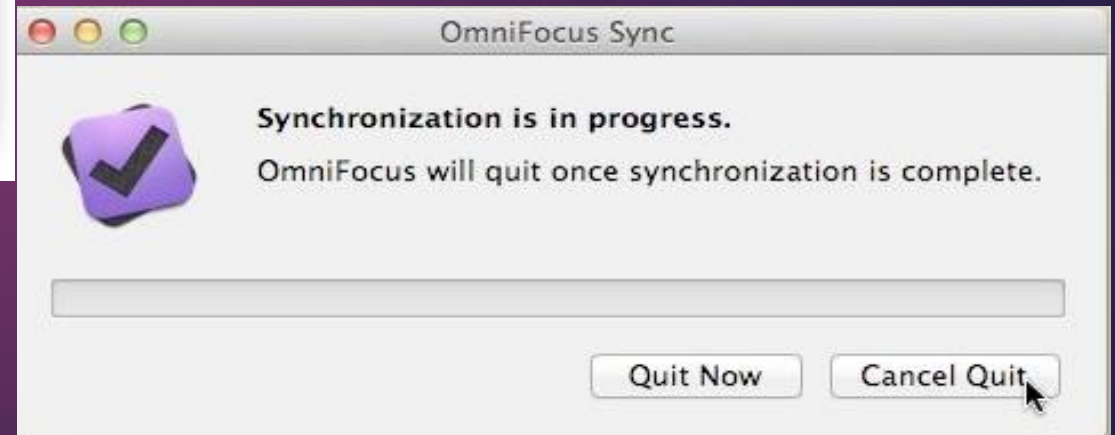 OmniFocus Sync
Synchronization is in progress.
OmniFocus will quit once synchronization is complete.
Quit Now
Cancel Quit